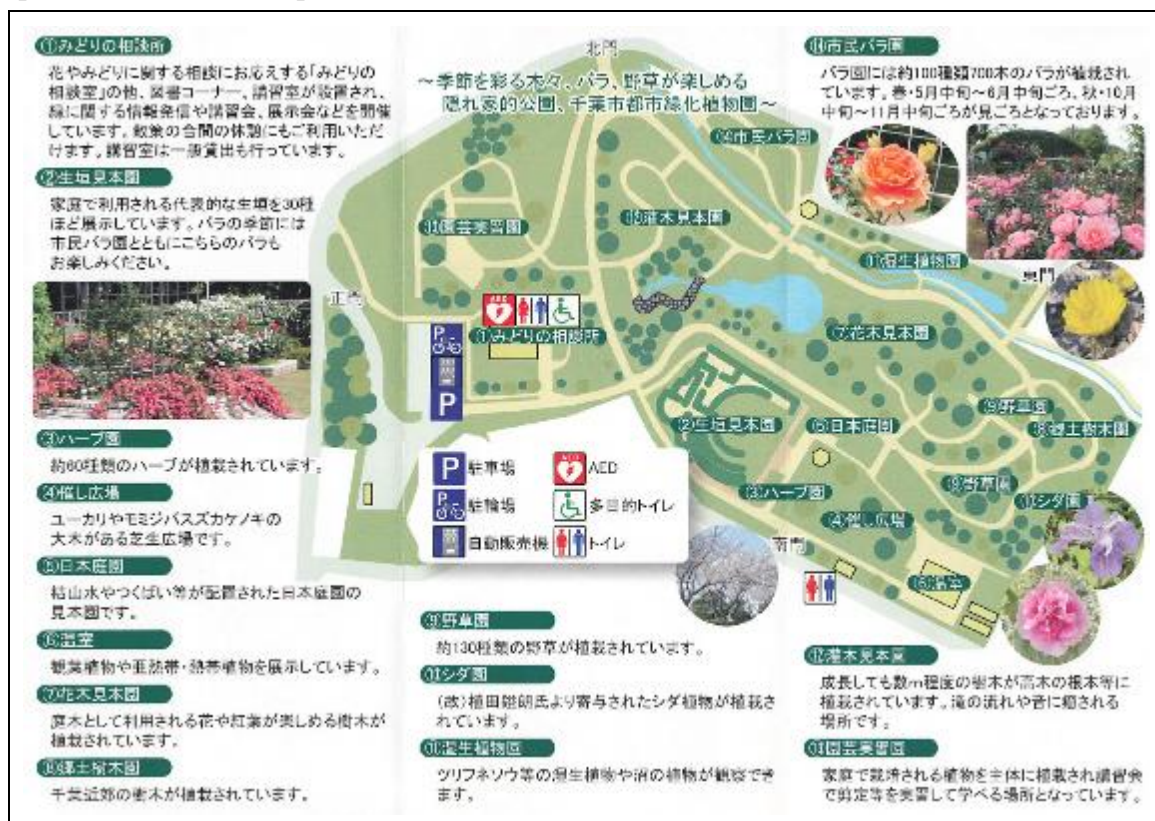 ①みどりの相談所
花やみどりに関する相談にお応えする「みどりの
相談室」の他、図書コーナー、講習室が設置され、
緑に関する情報発信や講習会、展示会などを開催
しています。散策の合間の休憩にもご利用いただ
けます。講習室は一般貸出も行っています。
②生垣見本園
家庭で利用される代表的な生垣を30種
ほど展示しています。バラの季節には
市民バラ園とともにこちらのバラも
お楽しみください。
③ハーブ園
約60種類のハーブが植栽されています。
④催し広場
ユーカリやモミジバスズカケノキの
大木がある芝生広場です。
⑤日本庭園
枯山水やつくばい等が配置された日本庭園の
見本園です。
⑥温室
観葉植物や亜熱帯・熱帯植物を展示しています。
⑦花木見本園
庭木として利用される花や紅葉が楽しめる樹木が
植栽されています。
⑧郷土樹木園
千葉近郊の樹木が植栽されています。
北門
～季節を彩る木々、バラ、野草が楽しめる
隠れ家的公園、千葉市都市緑化植物園～
⑭市民バラ園
⑬園芸実習園
⑫灌木見本園
⑪湿生植物園
正門
東門
AED
①みどりの相談所
P
P
⑦花木見本園
⑨野草園
②生垣見本園
⑤日本庭園
⑧郷土樹木園
⑨野草園
③ハーブ園
⑩シダ園
④催し広場
南門
⑥温室
P 駐車場
AED AED
P 駐輪場
多目的トイレ
自動販売機
トイレ
⑨野草園
約130種類の野草が植栽されています。
⑩シダ園
(故)植田雄朗氏より寄与されたシダ植物が植栽さ
れています。
⑪湿生植物園
ツリフネソウ等の湿生植物や沼の植物が観察でき
ます。
⑭市民バラ園
バラ園には約100種類700本のバラが植栽され
ています。春・5月中旬～6月中旬ごろ、秋・10月
中旬～11月中旬ごろが見ごろとなっております。
⑫灌木見本園
成長しても数m程度の樹木が高木の根本等に
植栽されています。滝の流れや音に癒される
場所です。
⑬園芸実習園
家庭で栽培される植物を主体に植栽され講習会
で剪定等を実習して学べる場所となっています。